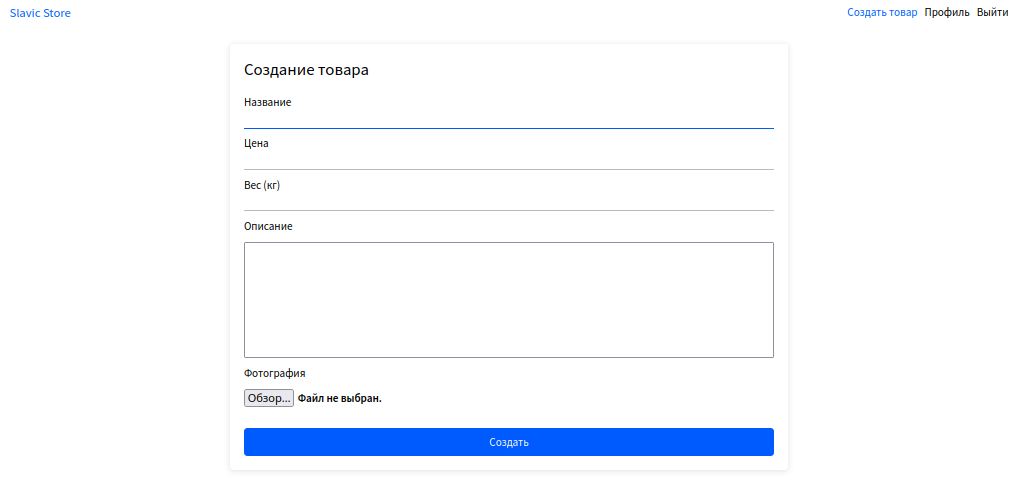 Slavic Store
Создать товар Профиль Выйти
Создание товара
Название
Цена
Вес (кг)
Описание
Фотография
Обзор... Файл не выбран.
Создать